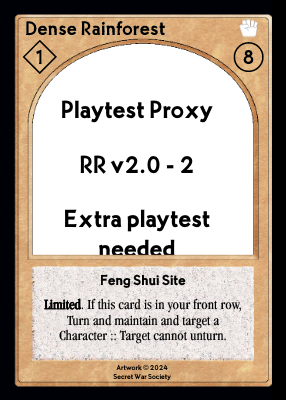 Dense Rainforest
1
8
Playtest Proxy
RR v2.0 - 2
Extra playtest
needed
Feng Shui Site
Limited. If this card is in your front row,
Turn and maintain and target a
Character :: Target cannot unturn.
Artwork © 2024
Secret War Society